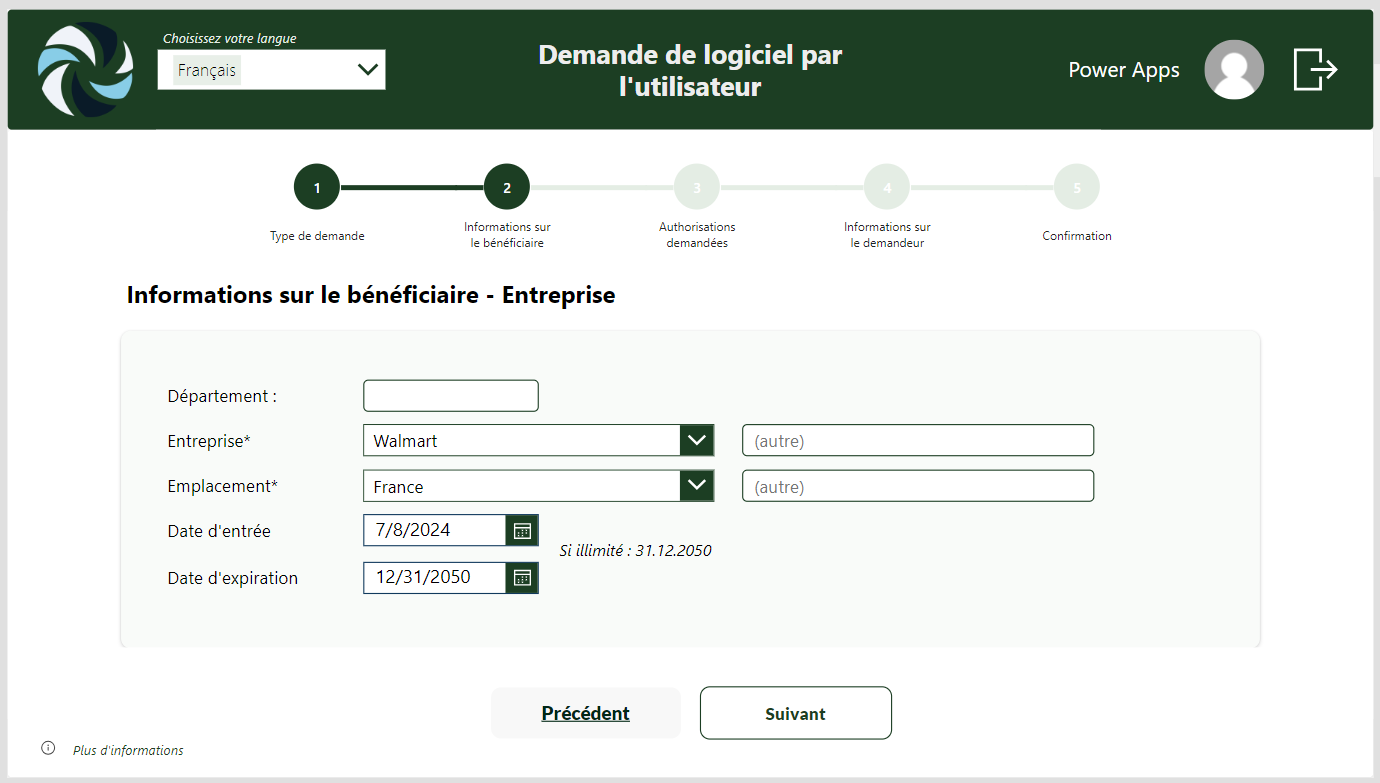 Choisissez votre langue
Français
Demande de logiciel par
l'utilisateur
Power Apps
1
2
3
4
5
Type de demande
Informations sur
le bénéficiaire
Authorisations
demandées
Informations sur
le demandeur
Confirmation
Informations sur le bénéficiaire - Entreprise
Département :
Entreprise*
Walmart
(autre)
Emplacement*
France
(autre)
Date d'entrée
7/8/2024
Si illimité : 31.12.2050
Date d'expiration
12/31/2050
Précédent
Suivant
Plus d'informations